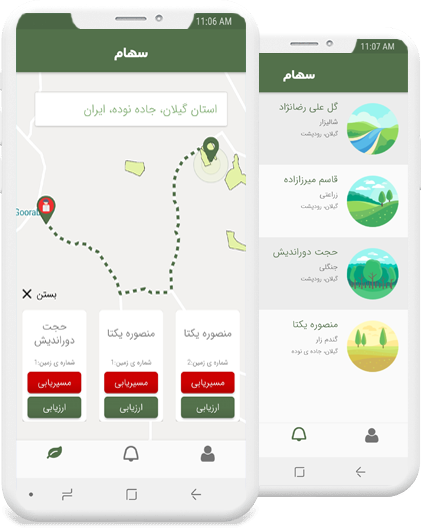 11:06 AM
سهام
استان گیلان، جاده نوده، ایران
Goorab
بستن
منصوره یکتا
شماره ی زمین:2
مسیریابی
ارزیابی
منصوره یکتا
شماره ی زمین:1
مسیریابی
ارزیابی
حجت
دوراندیش
شماره ی زمین:1
مسیریابی
ارزیابی
11:07 AM
سهام
گل علی رضانژاد
شالیزار
گیلان، رودپشت
قاسم میرزازاده
زراعتی
گیلان، رودپشت
حجت دوراندیش
جنگلی
گیلان، رودپشت
منصوره یکتا
گندم زار
گیلان، جاده ی نوده